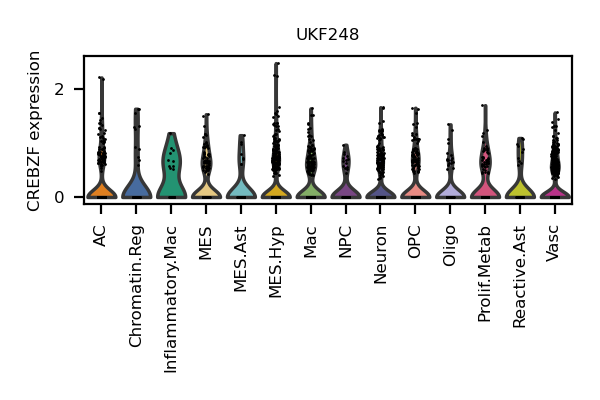 UKF248
CREBZF expression
2
0
AC
Chromatin.Reg
Inflammatory.Mac
MES
MES.Ast
MES.Hyp
Mac
NPC
Neuron
OPC
Oligo
Prolif.Metab
Reactive.Ast
Vasc